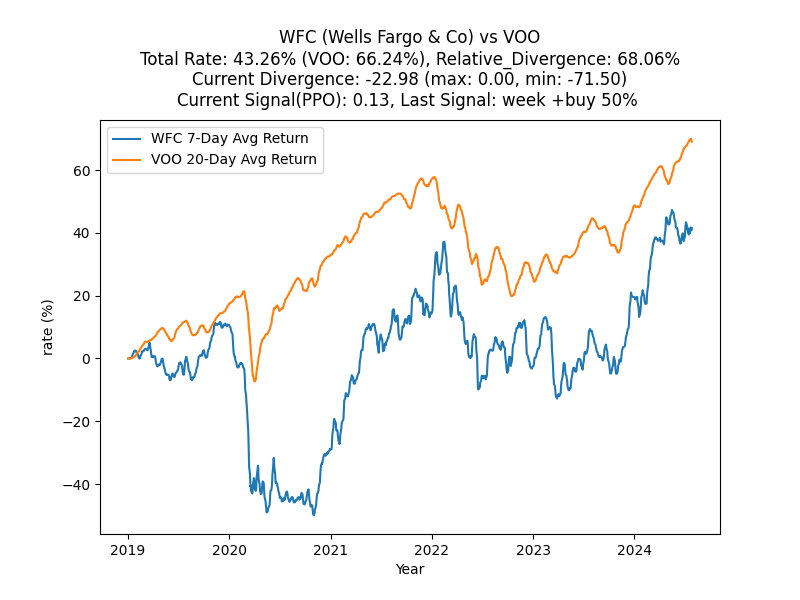 WFC (Wells Fargo & Co) vs VOO
Total Rate: 43.26% (VOO: 66.24%), Relative_Divergence: 68.06%
Current Divergence: -22.98 (max: 0.00, min: -71.50)
Current Signal(PPO): 0.13, Last Signal: week +buy 50%
WFC 7-Day Avg Return
VOO 20-Day Avg Return
rate (%)
60
40
20
0
−20
−40
2019 2020 2021 2022 2023 2024
Year